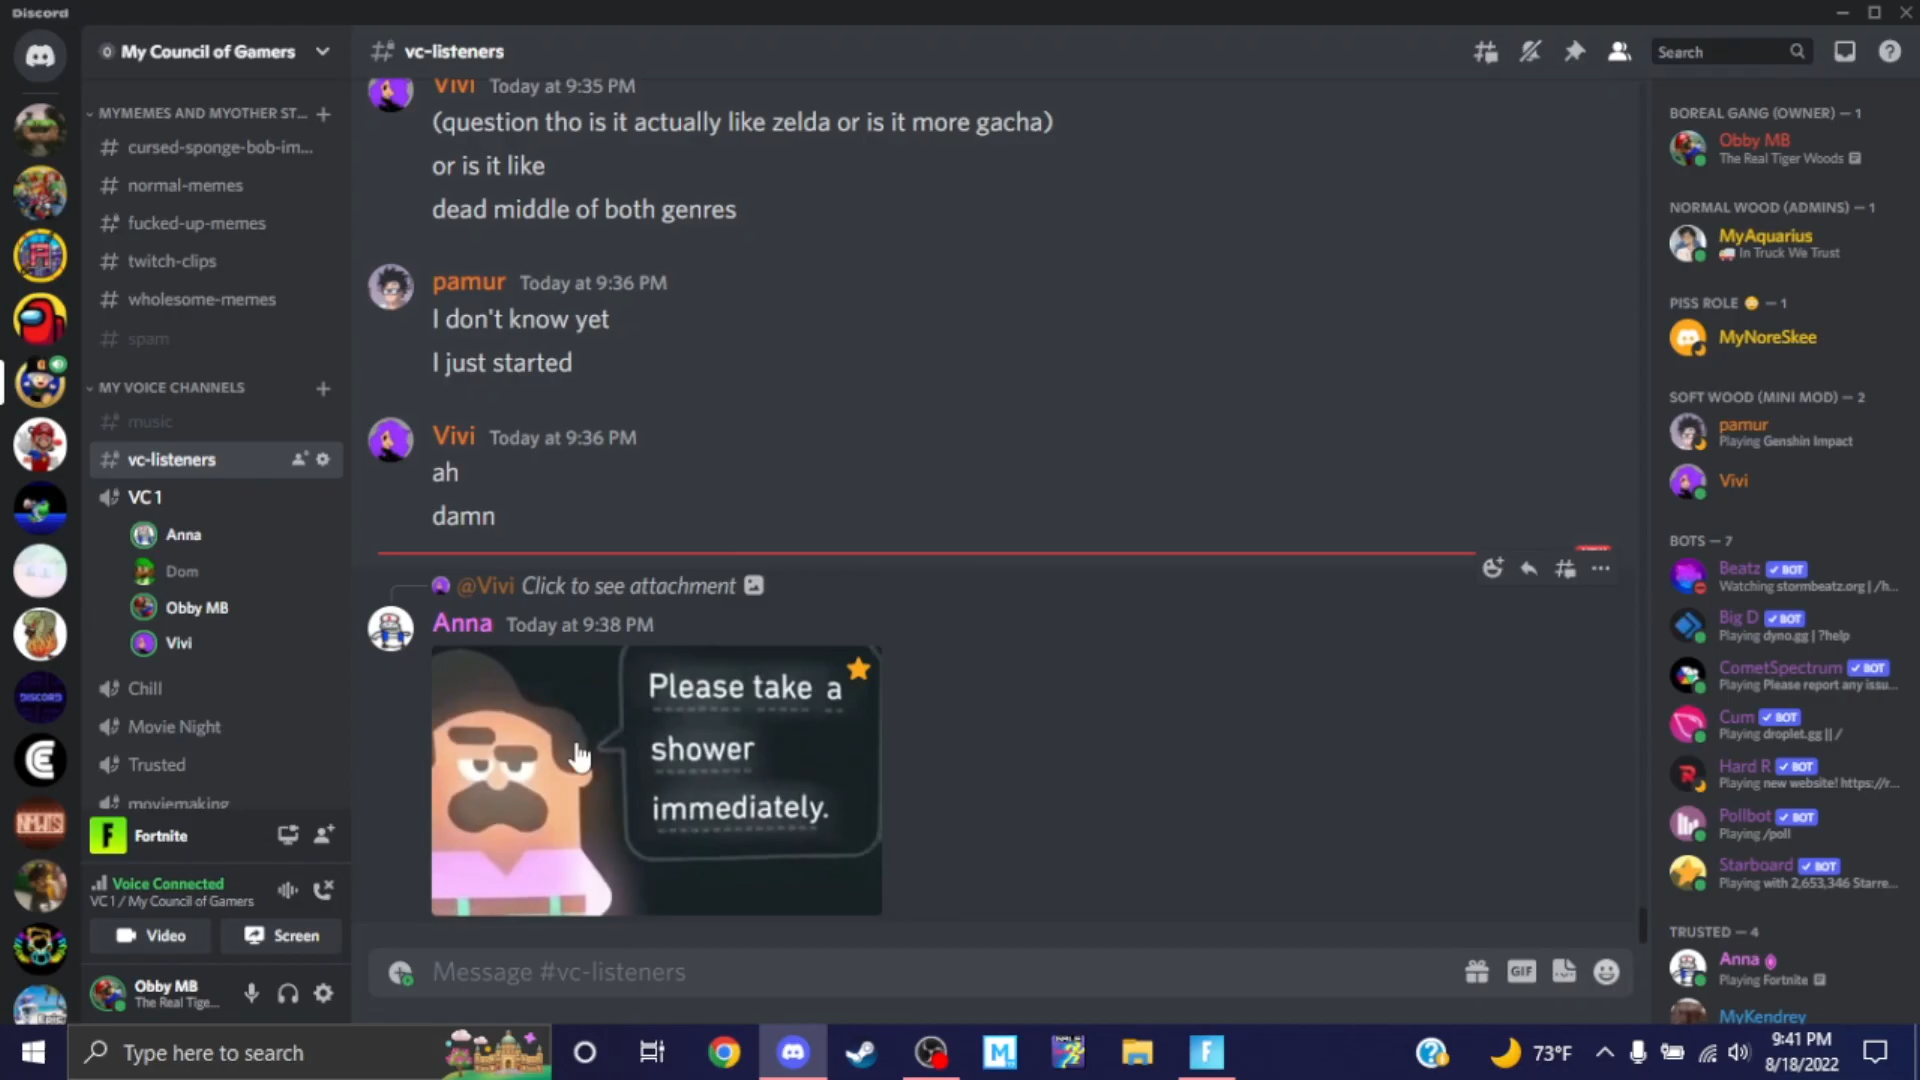 Discord
My Council of Gamers
MYMEMES AND MYOTHER ST...
cursed-sponge-bob-im...
normal-memes
fucked-up-memes
twitch-clips
wholesome-memes
spam
MY VOICE CHANNELS
music
vc-listeners
VC 1
Anna
Dom
Obby MB
Vivi
Chill
Movie Night
Trusted
moviemaking
Fortnite
Voice Connected
VC 1 / My Council of Gamers
Video
Screen
Obby MB
The Real Tige...
vc-listeners
Search
Vivi Today at 9:35 PM
(question tho is it actually like zelda or is it more gacha)
or is it like
dead middle of both genres
pamur Today at 9:36 PM
I don't know yet
I just started
Vivi Today at 9:36 PM
ah
damn
@Vivi Click to see attachment
Anna Today at 9:38 PM
Please take a
shower
immediately.
Message #vc-listeners
GIF
BOREAL GANG (OWNER) — 1
Obby MB
The Real Tiger Woods
NORMAL WOOD (ADMINS) — 1
MyAquarius
In Truck We Trust
PISS ROLE — 1
MyNoreSkee
SOFT WOOD (MINI MOD) — 2
pamur
Playing Genshin Impact
Vivi
BOTS — 7
Beatz BOT
Watching stormbeatz.org | /h...
Big D BOT
Playing dyno.gg | ?help
CometSpectrum BOT
Playing Please report any issu...
Cum BOT
Playing droplet.gg || /
Hard R BOT
Playing new website! https://r...
Pollbot BOT
Playing /poll
Starboard BOT
Playing with 2,653,346 Starre...
TRUSTED — 4
Anna
Playing Fortnite
MyKendrey
DISCORD
Type here to search
73°F
9:41 PM
8/18/2022